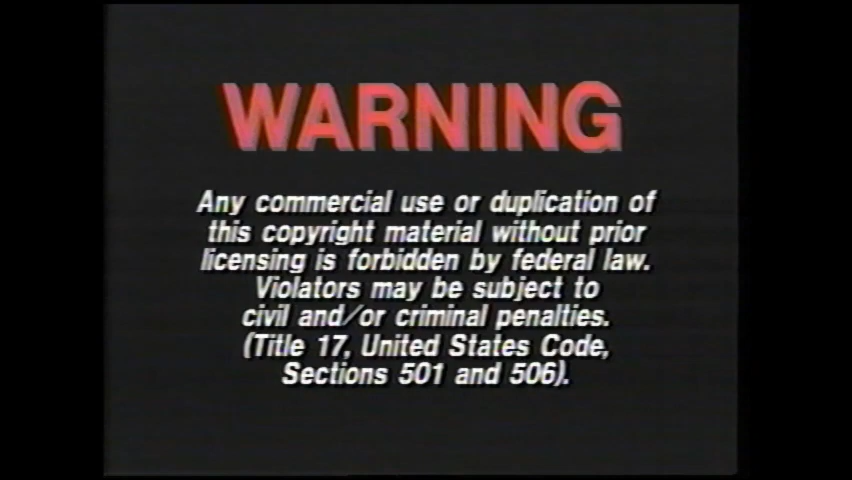 WARNING
Any commercial use or duplication of
this copyright material without prior
licensing is forbidden by federal law.
Violators may be subject to
civil and/or criminal penalties.
(Title 17, United States Code,
Sections 501 and 506).